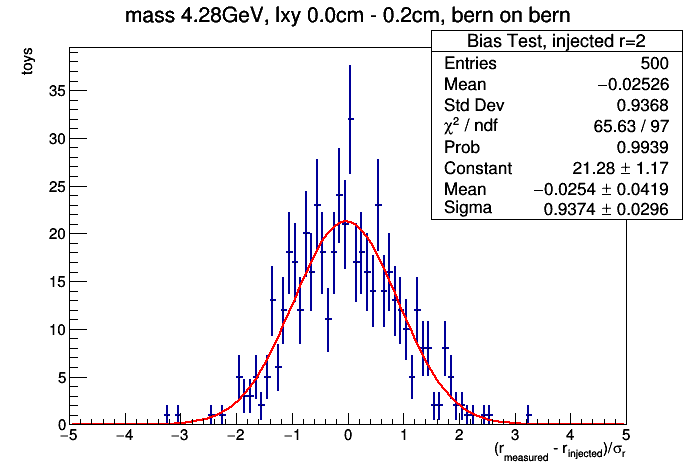 mass 4.28GeV, lxy 0.0cm - 0.2cm, bern on bern
toys
Bias Test, injected r=2
Entries 500
Mean −0.02526
Std Dev 0.9368
χ² / ndf 65.63 / 97
Prob 0.9939
Constant 21.28 ± 1.17
Mean −0.0254 ± 0.0419
Sigma 0.9374 ± 0.0296
35
30
25
20
15
10
5
0
−5 −4 −3 −2 −1 0 1 2 3 4 5
(r_measured - r_injected)/σ_r